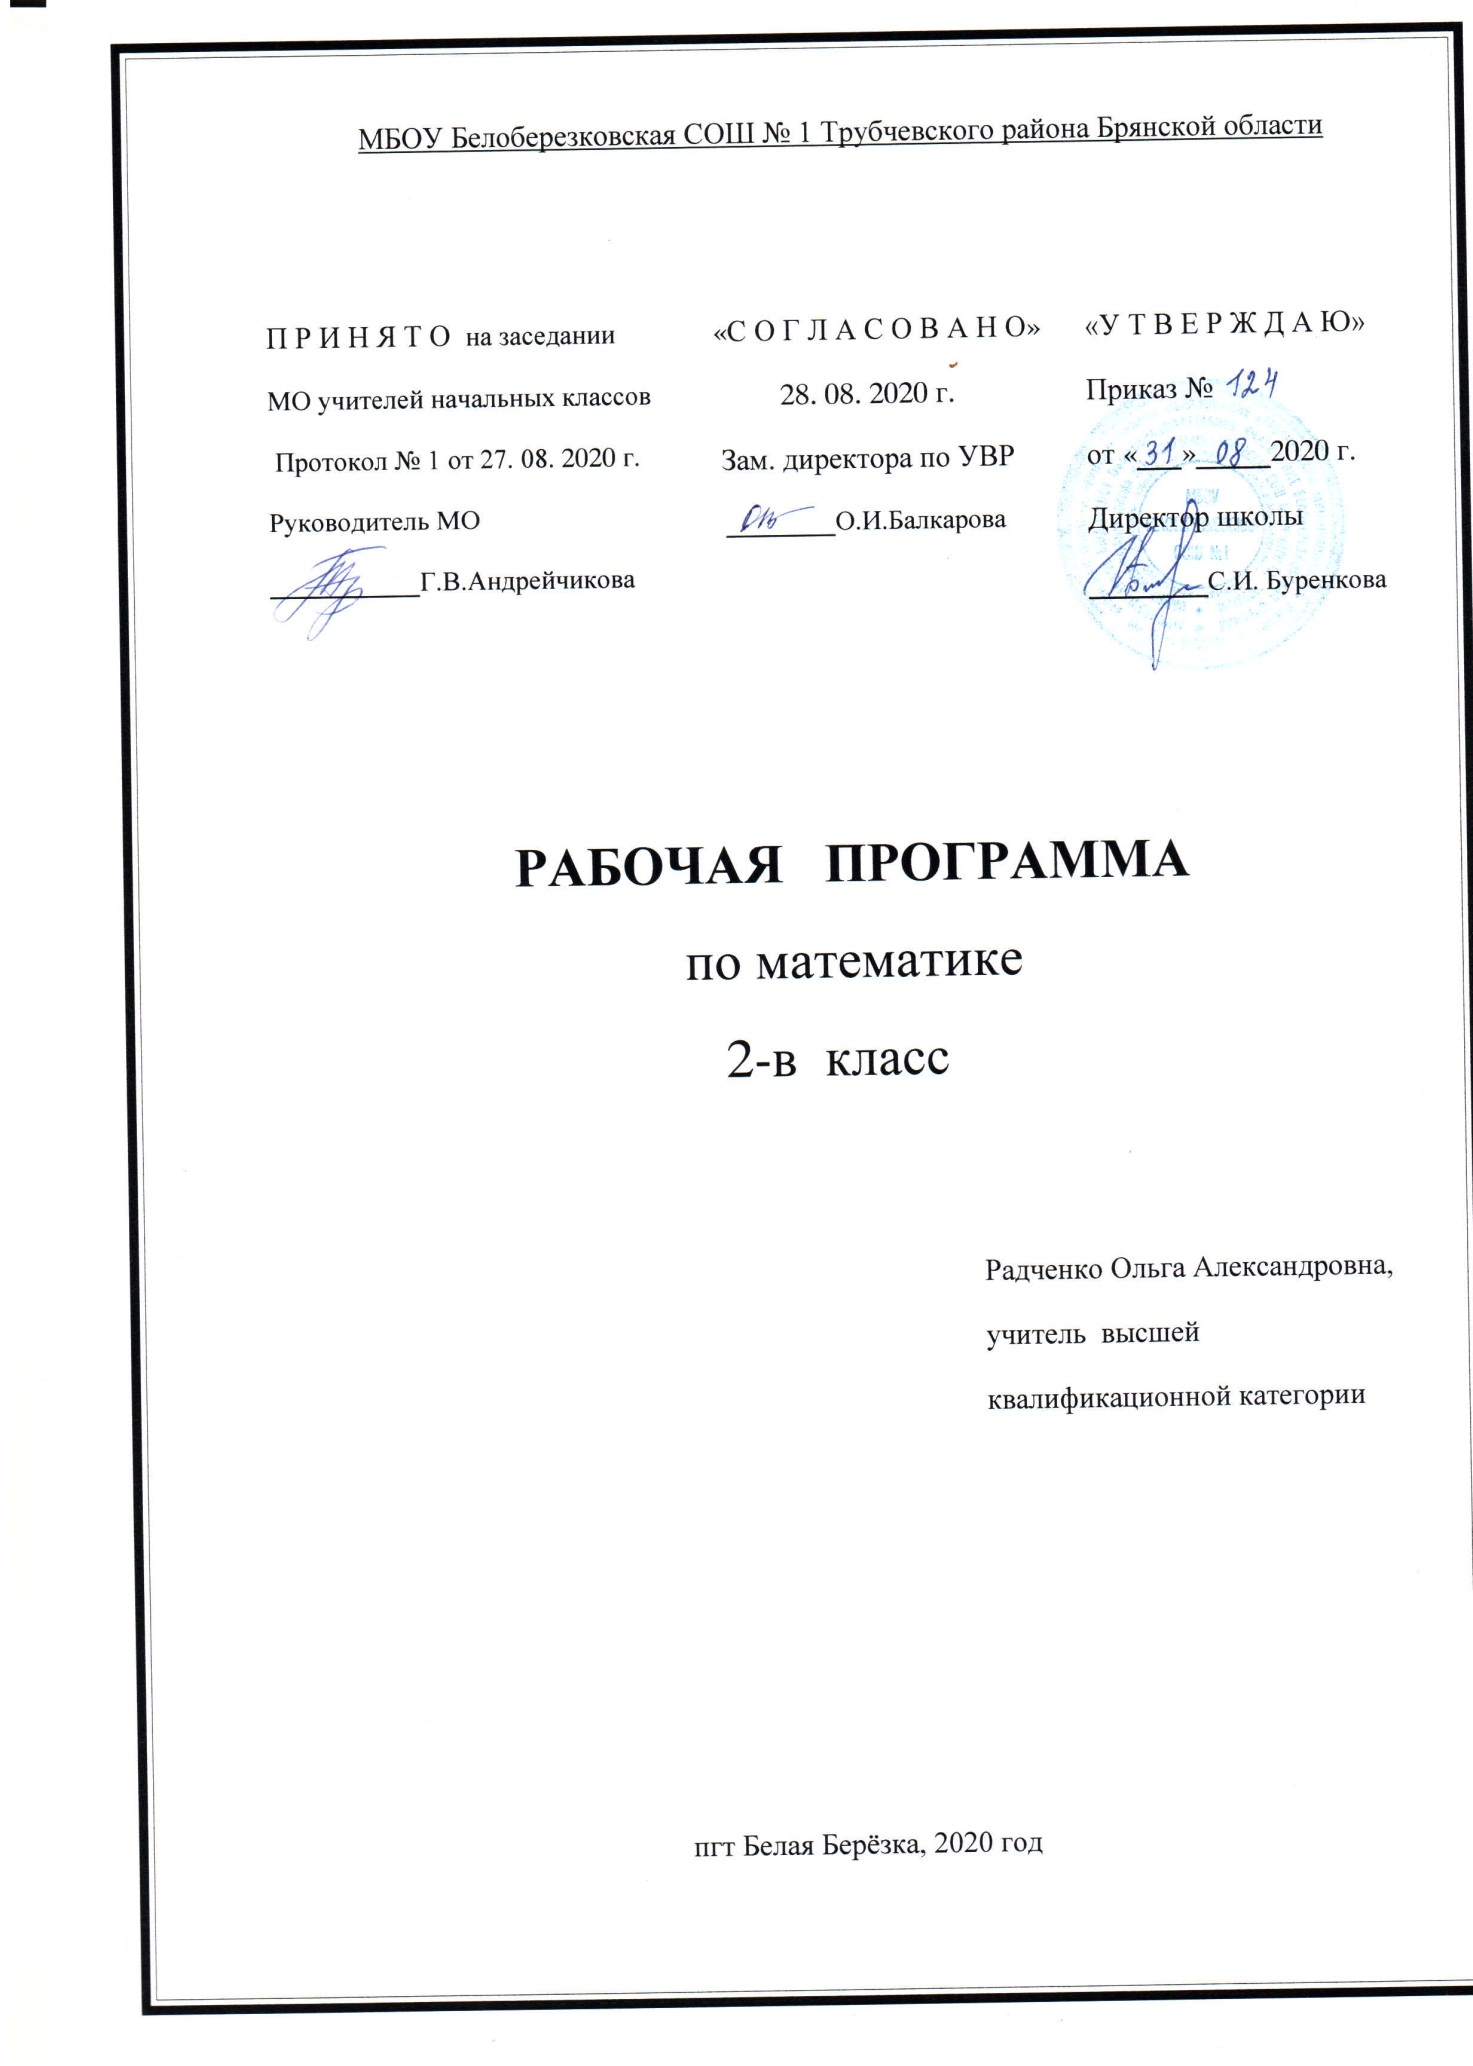 МБОУ Белоберезковская СОШ № 1 Трубчевского района Брянской области
П Р И Н Я Т О на заседании
МО учителей начальных классов
Протокол № 1 от 27. 08. 2020 г.
Руководитель МО
____________Г.В.Андрейчикова
«С О Г Л А С О В А Н О»
28. 08. 2020 г.
Зам. директора по УВР
________О.И.Балкарова
«У Т В Е Р Ж Д А Ю»
Приказ № 124
от «31» 08 2020 г.
Директор школы
_________С.И. Буренкова
РАБОЧАЯ ПРОГРАММА
по математике
2-в класс
Радченко Ольга Александровна,
учитель высшей
квалификационной категории
пгт Белая Берёзка, 2020 год